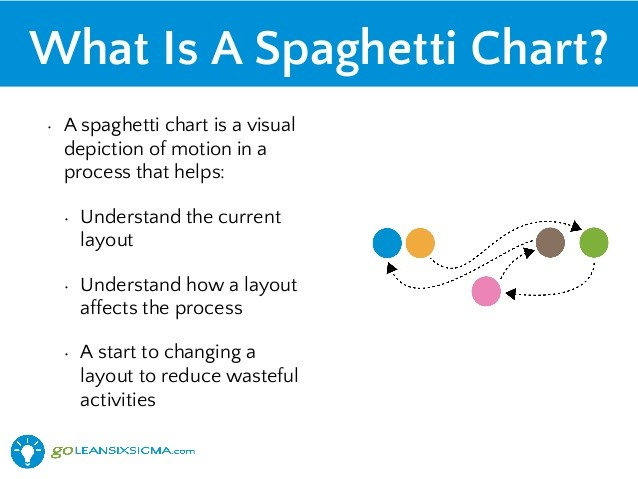 What Is A Spaghetti Chart?
· A spaghetti chart is a visual
depiction of motion in a
process that helps:
· Understand the current
layout
· Understand how a layout
affects the process
· A start to changing a
layout to reduce wasteful
activities
goLEANSIXSIGMA.com